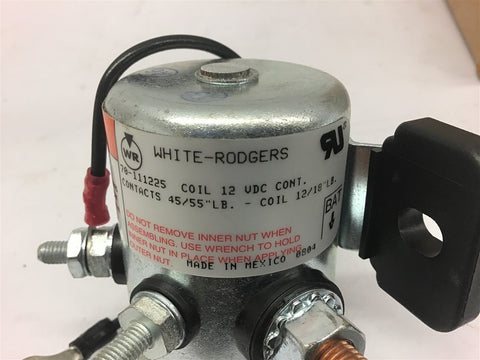 WR
WHITE-RODGERS
70-111225 COIL 12 VDC CONT.
CONTACTS 45/55"LB. - COIL 12/18"LB.
BAT
DO NOT REMOVE INNER NUT WHEN
ASSEMBLING. USE WRENCH TO HOLD
INNER NUT IN PLACE WHEN APPLYING
OUTER NUT
MADE IN MEXICO 0804